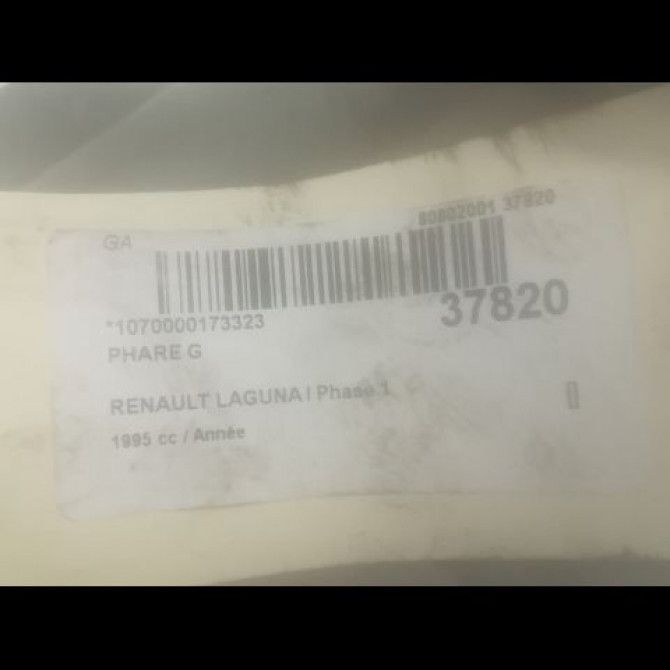 GA
80802001 37820
37820
*1070000173323
PHARE G
RENAULT LAGUNA I Phase 1
1995 cc / Année